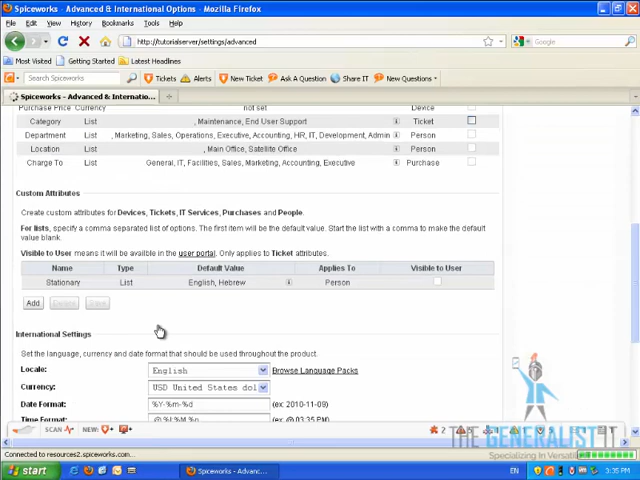 Spiceworks - Advanced & International Options - Mozilla Firefox
File Edit View History Bookmarks Tools Help
http://tutorialserver/settings/advanced
Google
Most Visited Getting Started Latest Headlines
Search Spiceworks Tickets Alerts New Ticket Ask A Question Share IT New Questions
Spiceworks - Advanced & Internatio...
Purchase Price Currency not set Device
Category List , Maintenance, End User Support Ticket
Department List , Marketing, Sales, Operations, Executive, Accounting, HR, IT, Development, Admin Person
Location List , Main Office, Satellite Office Person
Charge To List General, IT, Facilities, Sales, Marketing, Accounting, Executive Purchase
Custom Attributes
Create custom attributes for Devices, Tickets, IT Services, Purchases and People.
For lists, specify a comma separated list of options. The first item will be the default value. Start the list with a comma to make the default
value blank.
Visible to User means it will be availble in the user portal. Only applies to Ticket attributes.
Name Type Default Value Applies To Visible to User
Stationary List English, Hebrew Person
Add Delete Save
International Settings
Set the language, currency and date format that should be used throughout the product.
Locale: English Browse Language Packs
Currency: USD United States dol
Date Format: %Y-%m-%d (ex: 2010-11-09)
Time Format: (ex @ 03:35 PM)
SCAN NEW:
THE GENERALIST IT
Specializing In Versatility
Connected to resources2.spiceworks.com...
start Spiceworks - Advanc... EN 3:35 PM